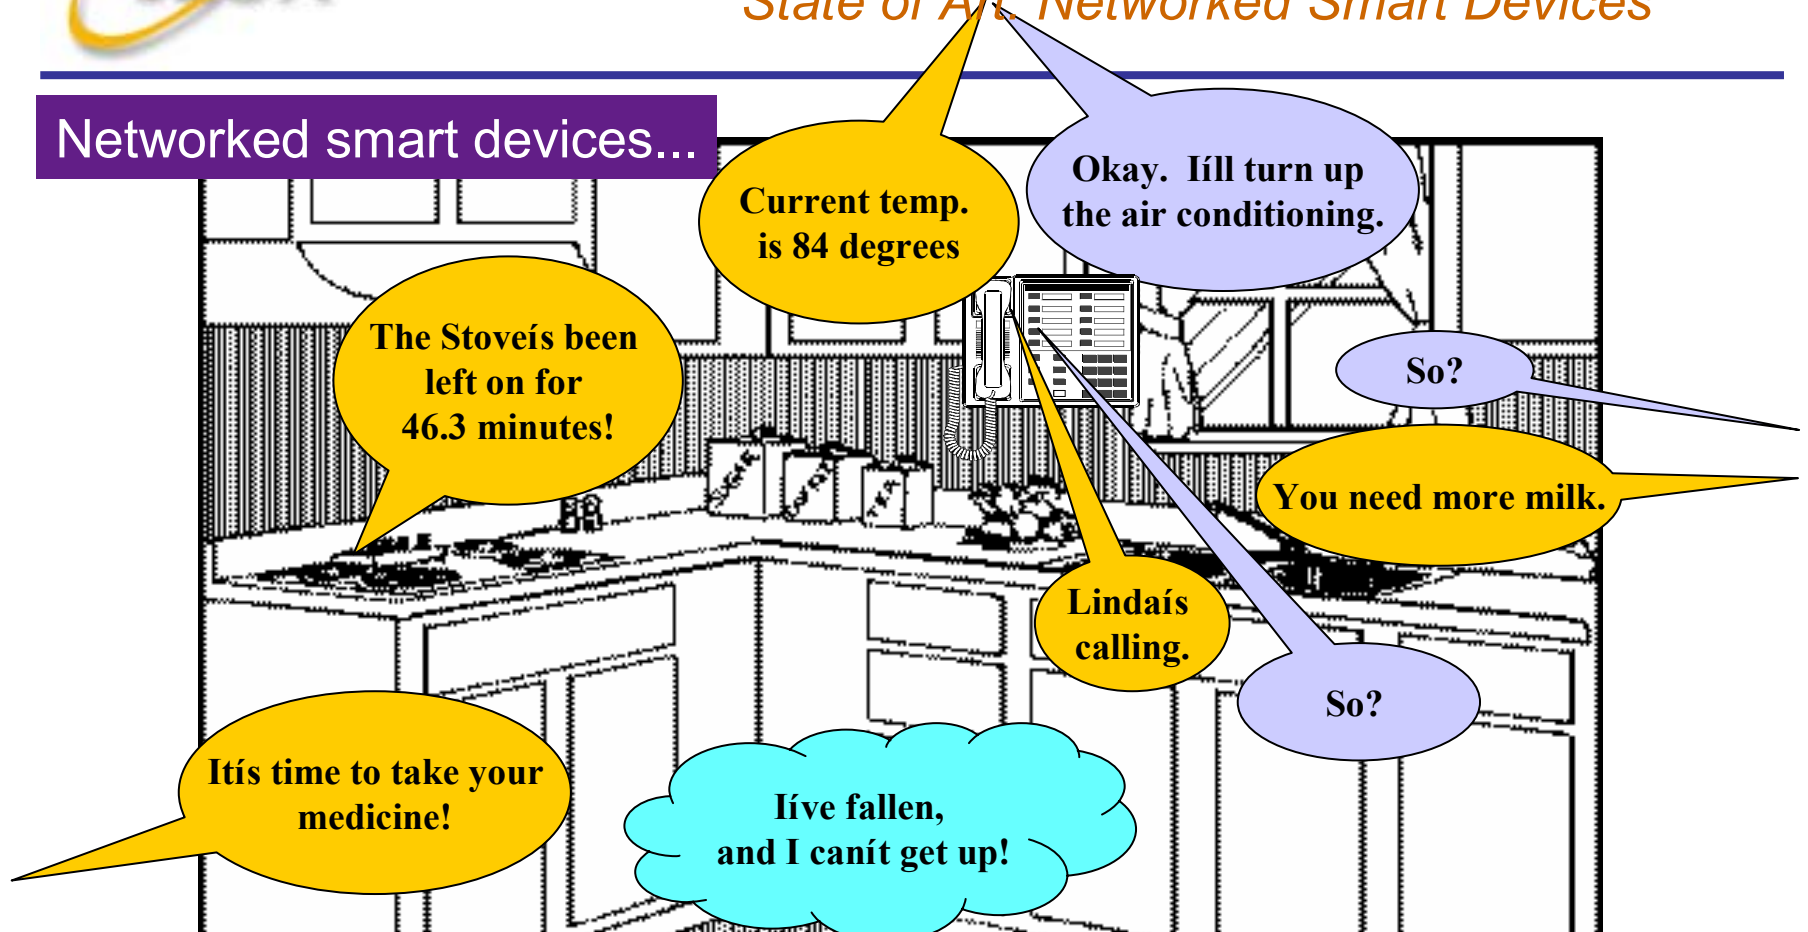 State of Art: Networked Smart Devices
Networked smart devices...
Current temp.
is 84 degrees
Okay. Iíll turn up
the air conditioning.
The Stoveís been
left on for
46.3 minutes!
So?
You need more milk.
Lindaís
calling.
So?
Itís time to take your
medicine!
Iíve fallen,
and I canít get up!